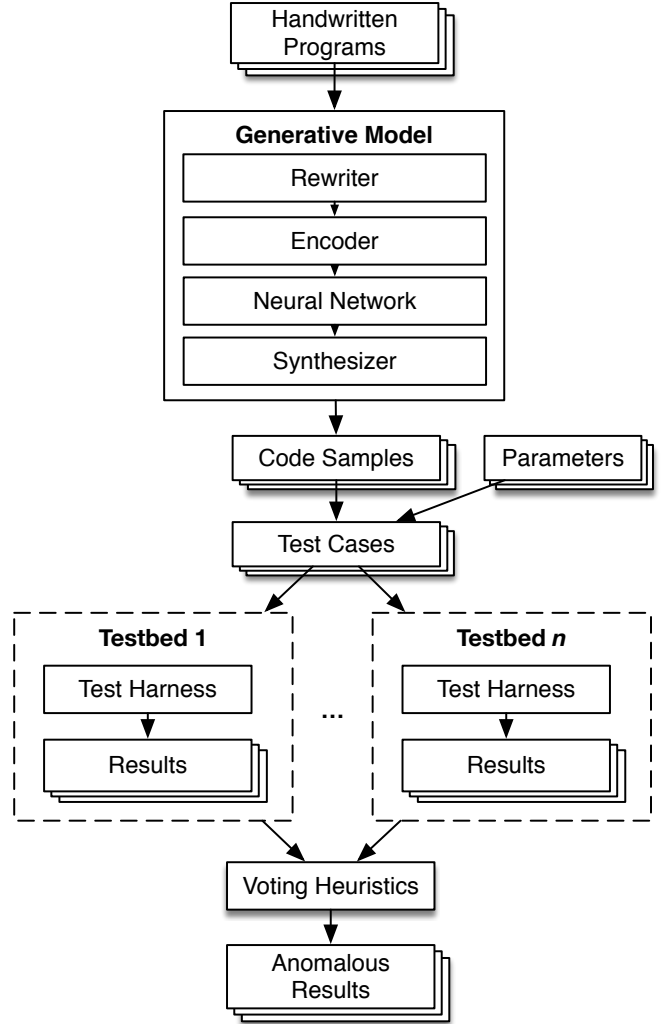 Handwritten
Programs
Generative Model
Rewriter
Encoder
Neural Network
Synthesizer
Code Samples
Parameters
Test Cases
Testbed 1
Test Harness
Results
...
Testbed n
Test Harness
Results
Voting Heuristics
Anomalous
Results